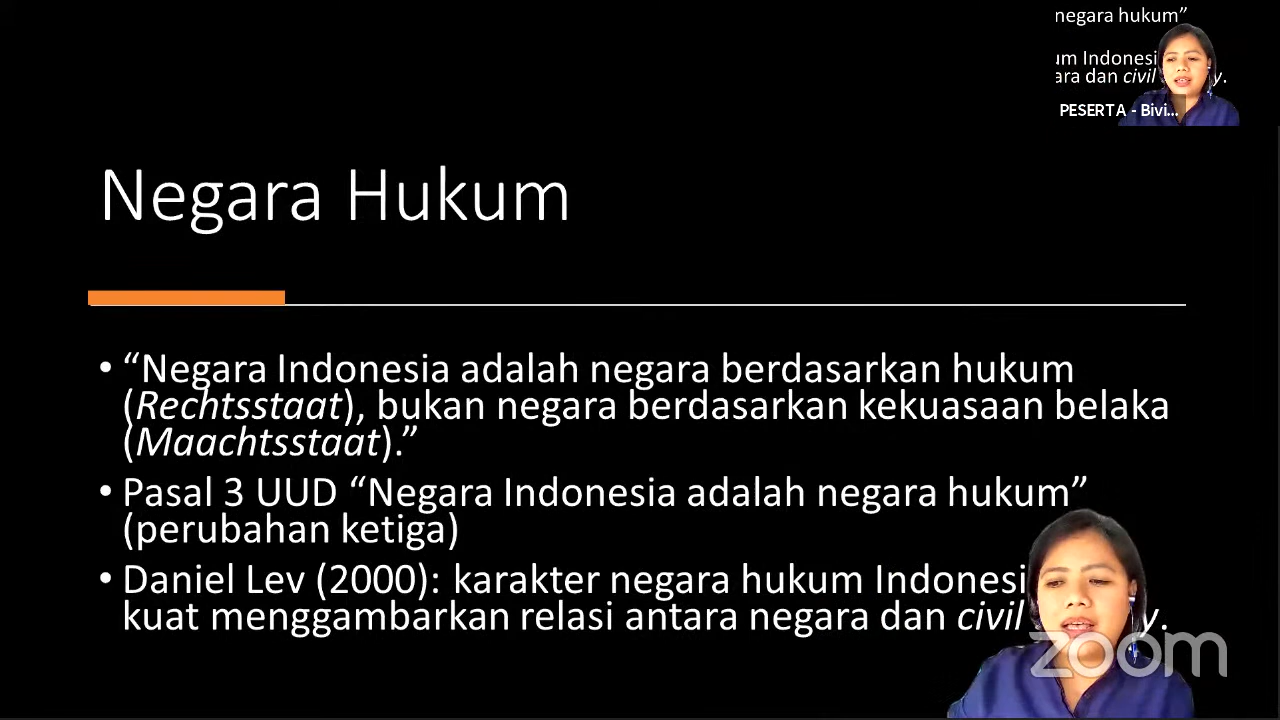 negara hukum”
um Indonesi
ara dan civil y.
PESERTA - Bivi...
Negara Hukum
• “Negara Indonesia adalah negara berdasarkan hukum
(Rechtsstaat), bukan negara berdasarkan kekuasaan belaka
(Maachtsstaat).”
• Pasal 3 UUD “Negara Indonesia adalah negara hukum”
(perubahan ketiga)
• Daniel Lev (2000): karakter negara hukum Indonesi
kuat menggambarkan relasi antara negara dan civil y.
zoom